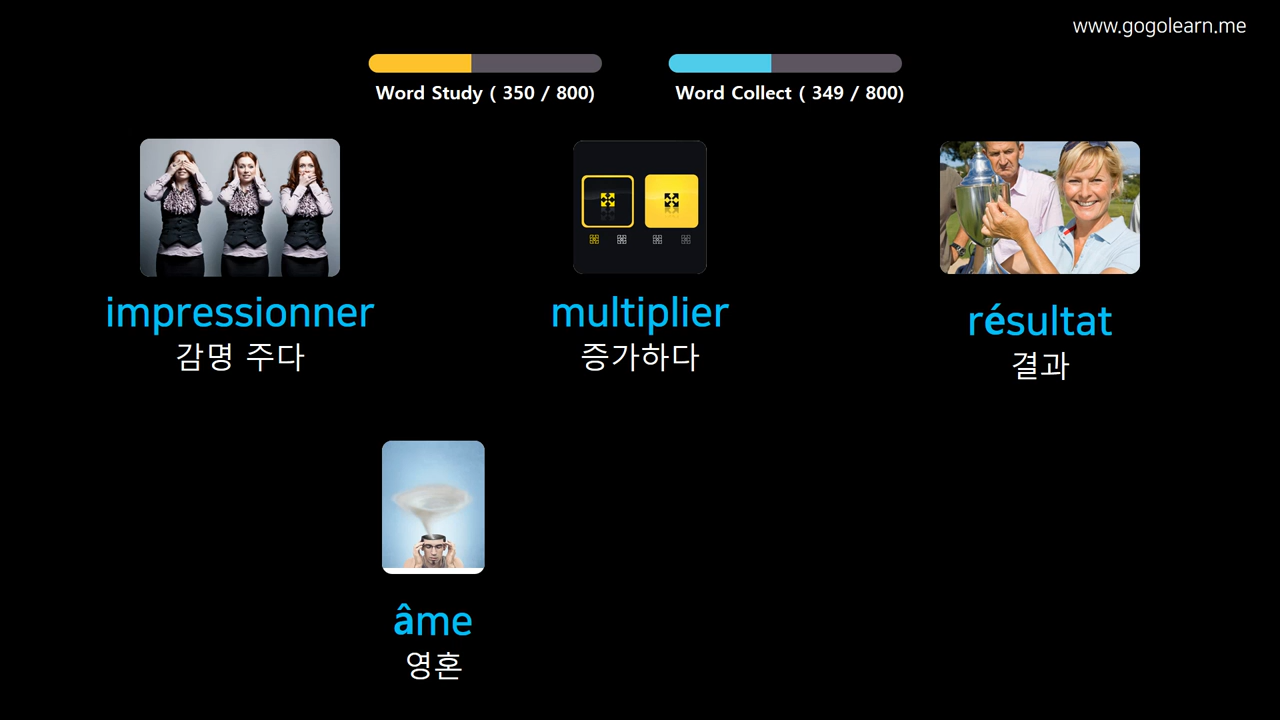 www.gogolearn.me
Word Study ( 350 / 800)
Word Collect ( 349 / 800)
impressionner
감명 주다
multiplier
증가하다
résultat
결과
âme
영혼